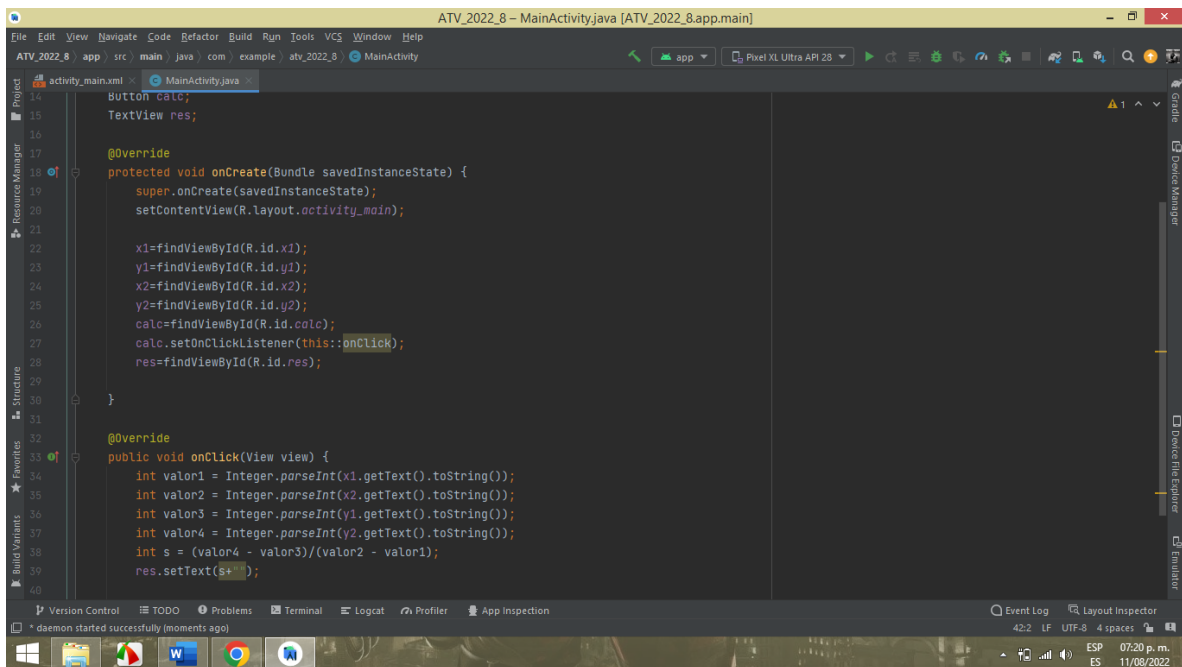 ATV_2022_8 – MainActivity.java [ATV_2022_8.app.main]
File Edit View Navigate Code Refactor Build Run Tools VCS Window Help
ATV_2022_8 app src main java com example atv_2022_8 MainActivity app Pixel XL Ultra API 28
activity_main.xml MainActivity.java
14 Button calc; 1
15 TextView res;
16
17 @Override
18 protected void onCreate(Bundle savedInstanceState) {
19 super.onCreate(savedInstanceState);
20 setContentView(R.layout.activity_main);
21
22 x1=findViewById(R.id.x1);
23 y1=findViewById(R.id.y1);
24 x2=findViewById(R.id.x2);
25 y2=findViewById(R.id.y2);
26 calc=findViewById(R.id.calc);
27 calc.setOnClickListener(this::onClick);
28 res=findViewById(R.id.res);
29
30 }
31
32 @Override
33 public void onClick(View view) {
34 int valor1 = Integer.parseInt(x1.getText().toString());
35 int valor2 = Integer.parseInt(x2.getText().toString());
36 int valor3 = Integer.parseInt(y1.getText().toString());
37 int valor4 = Integer.parseInt(y2.getText().toString());
38 int s = (valor4 - valor3)/(valor2 - valor1);
39 res.setText(s+"");
40
Project
Resource Manager
Structure
Favorites
Build Variants
Gradle
Device Manager
Device File Explorer
Emulator
Version Control TODO Problems Terminal Logcat Profiler App Inspection Event Log Layout Inspector
* daemon started successfully (moments ago) 42:2 LF UTF-8 4 spaces
ESP 07:20 p. m.
ES 11/08/2022